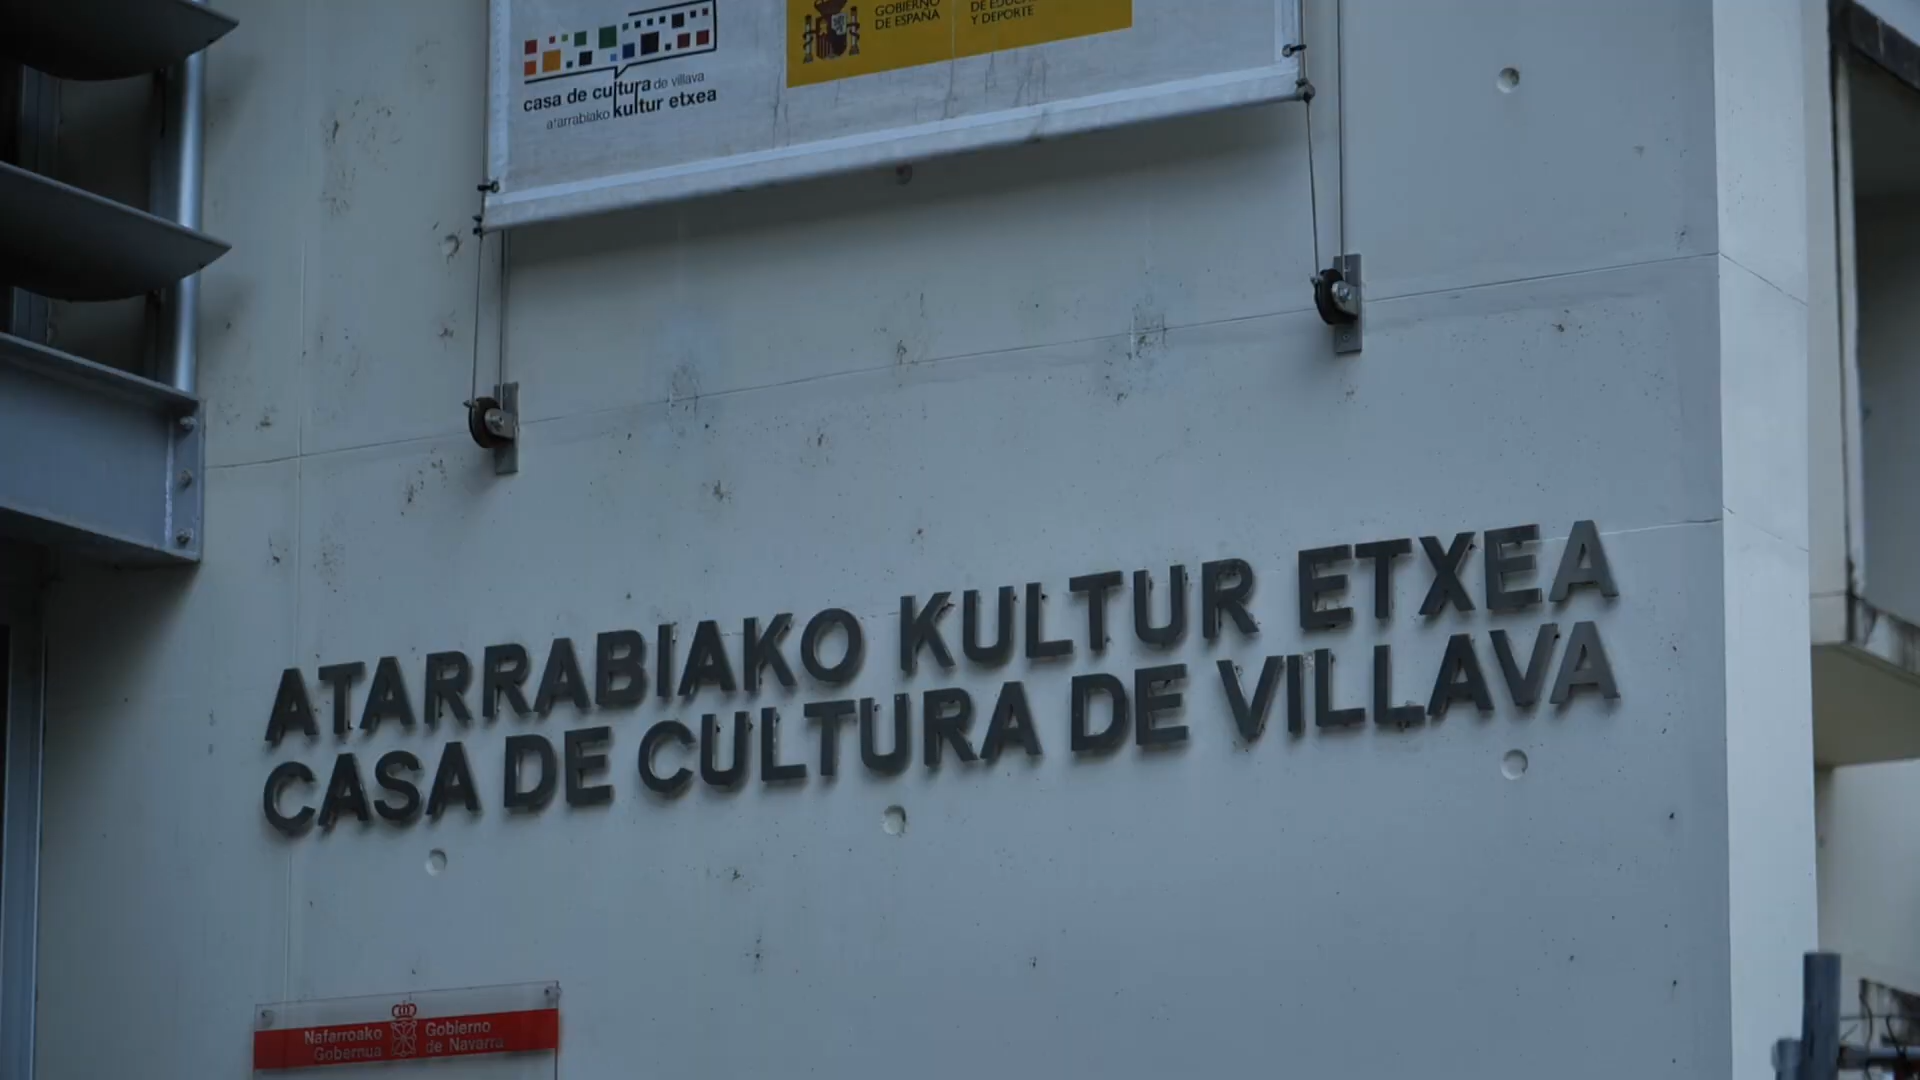 casa de cultura de villava
atarrabiako kultur etxea
GOBIERNO
DE ESPAÑA
Y DEPORTE
ATARRABIAKO KULTUR ETXEA
CASA DE CULTURA DE VILLAVA
Nafarroako
Gobernua
Gobierno
de Navarra